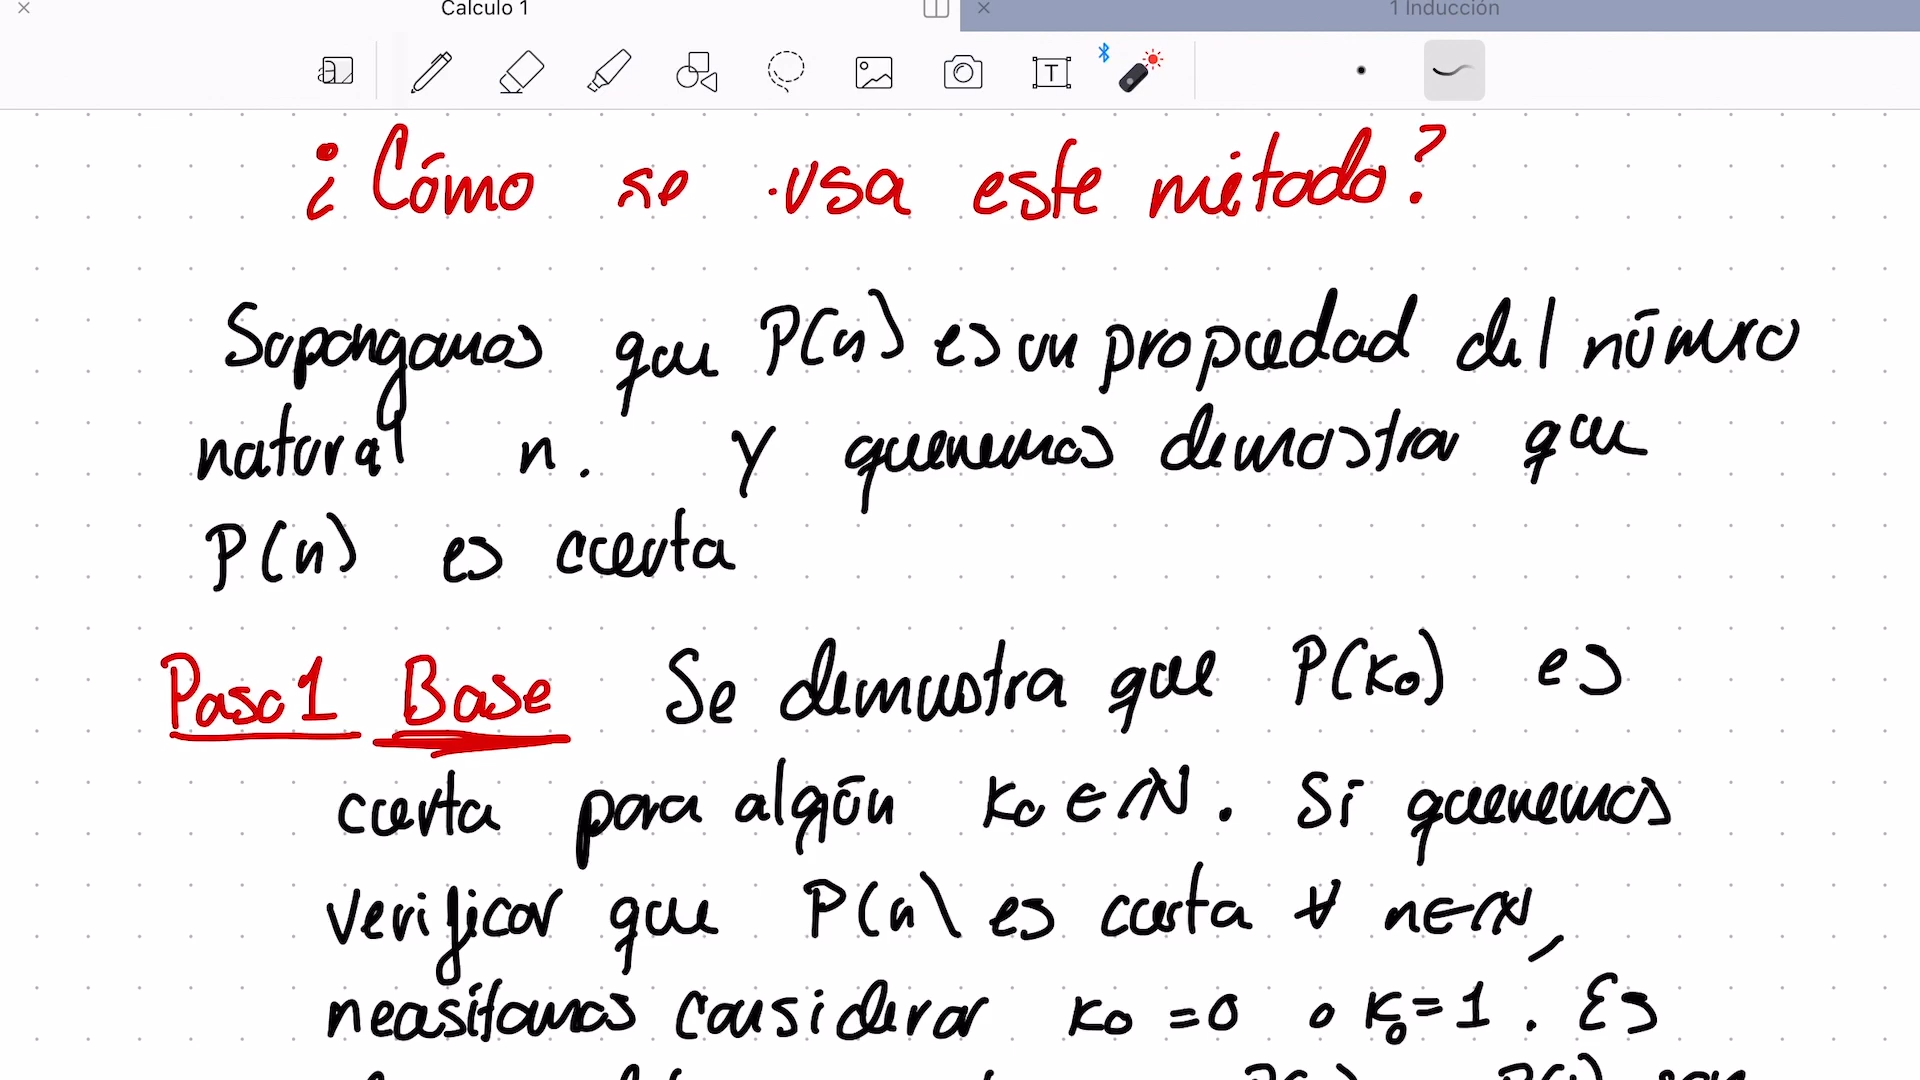 Calculo 1
1 Inducción
¿Cómo se usa este método?
Supongamos que P(n) es un propiedad del número
natural n. y queremos demostrar que
P(n) es cierta
Paso 1 Base Se demuestra que P(k₀) es
cierta para algún k₀ ∈ ℕ. Si queremos
verificar que P(n) es cierta ∀ n∈ℕ,
necesitamos considerar k₀ = 0 o k₀ = 1. Es